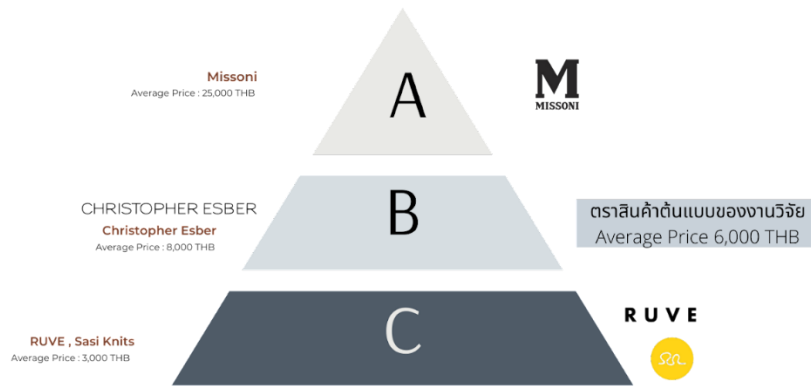 Missoni
Average Price : 25,000 THB
A
M
MISSONI
CHRISTOPHER ESBER
Christopher Esber
Average Price : 8,000 THB
B
ตราสินค้าต้นแบบของงานวิจัย
Average Price 6,000 THB
RUVE , Sasi Knits
Average Price : 3,000 THB
C
RUVE